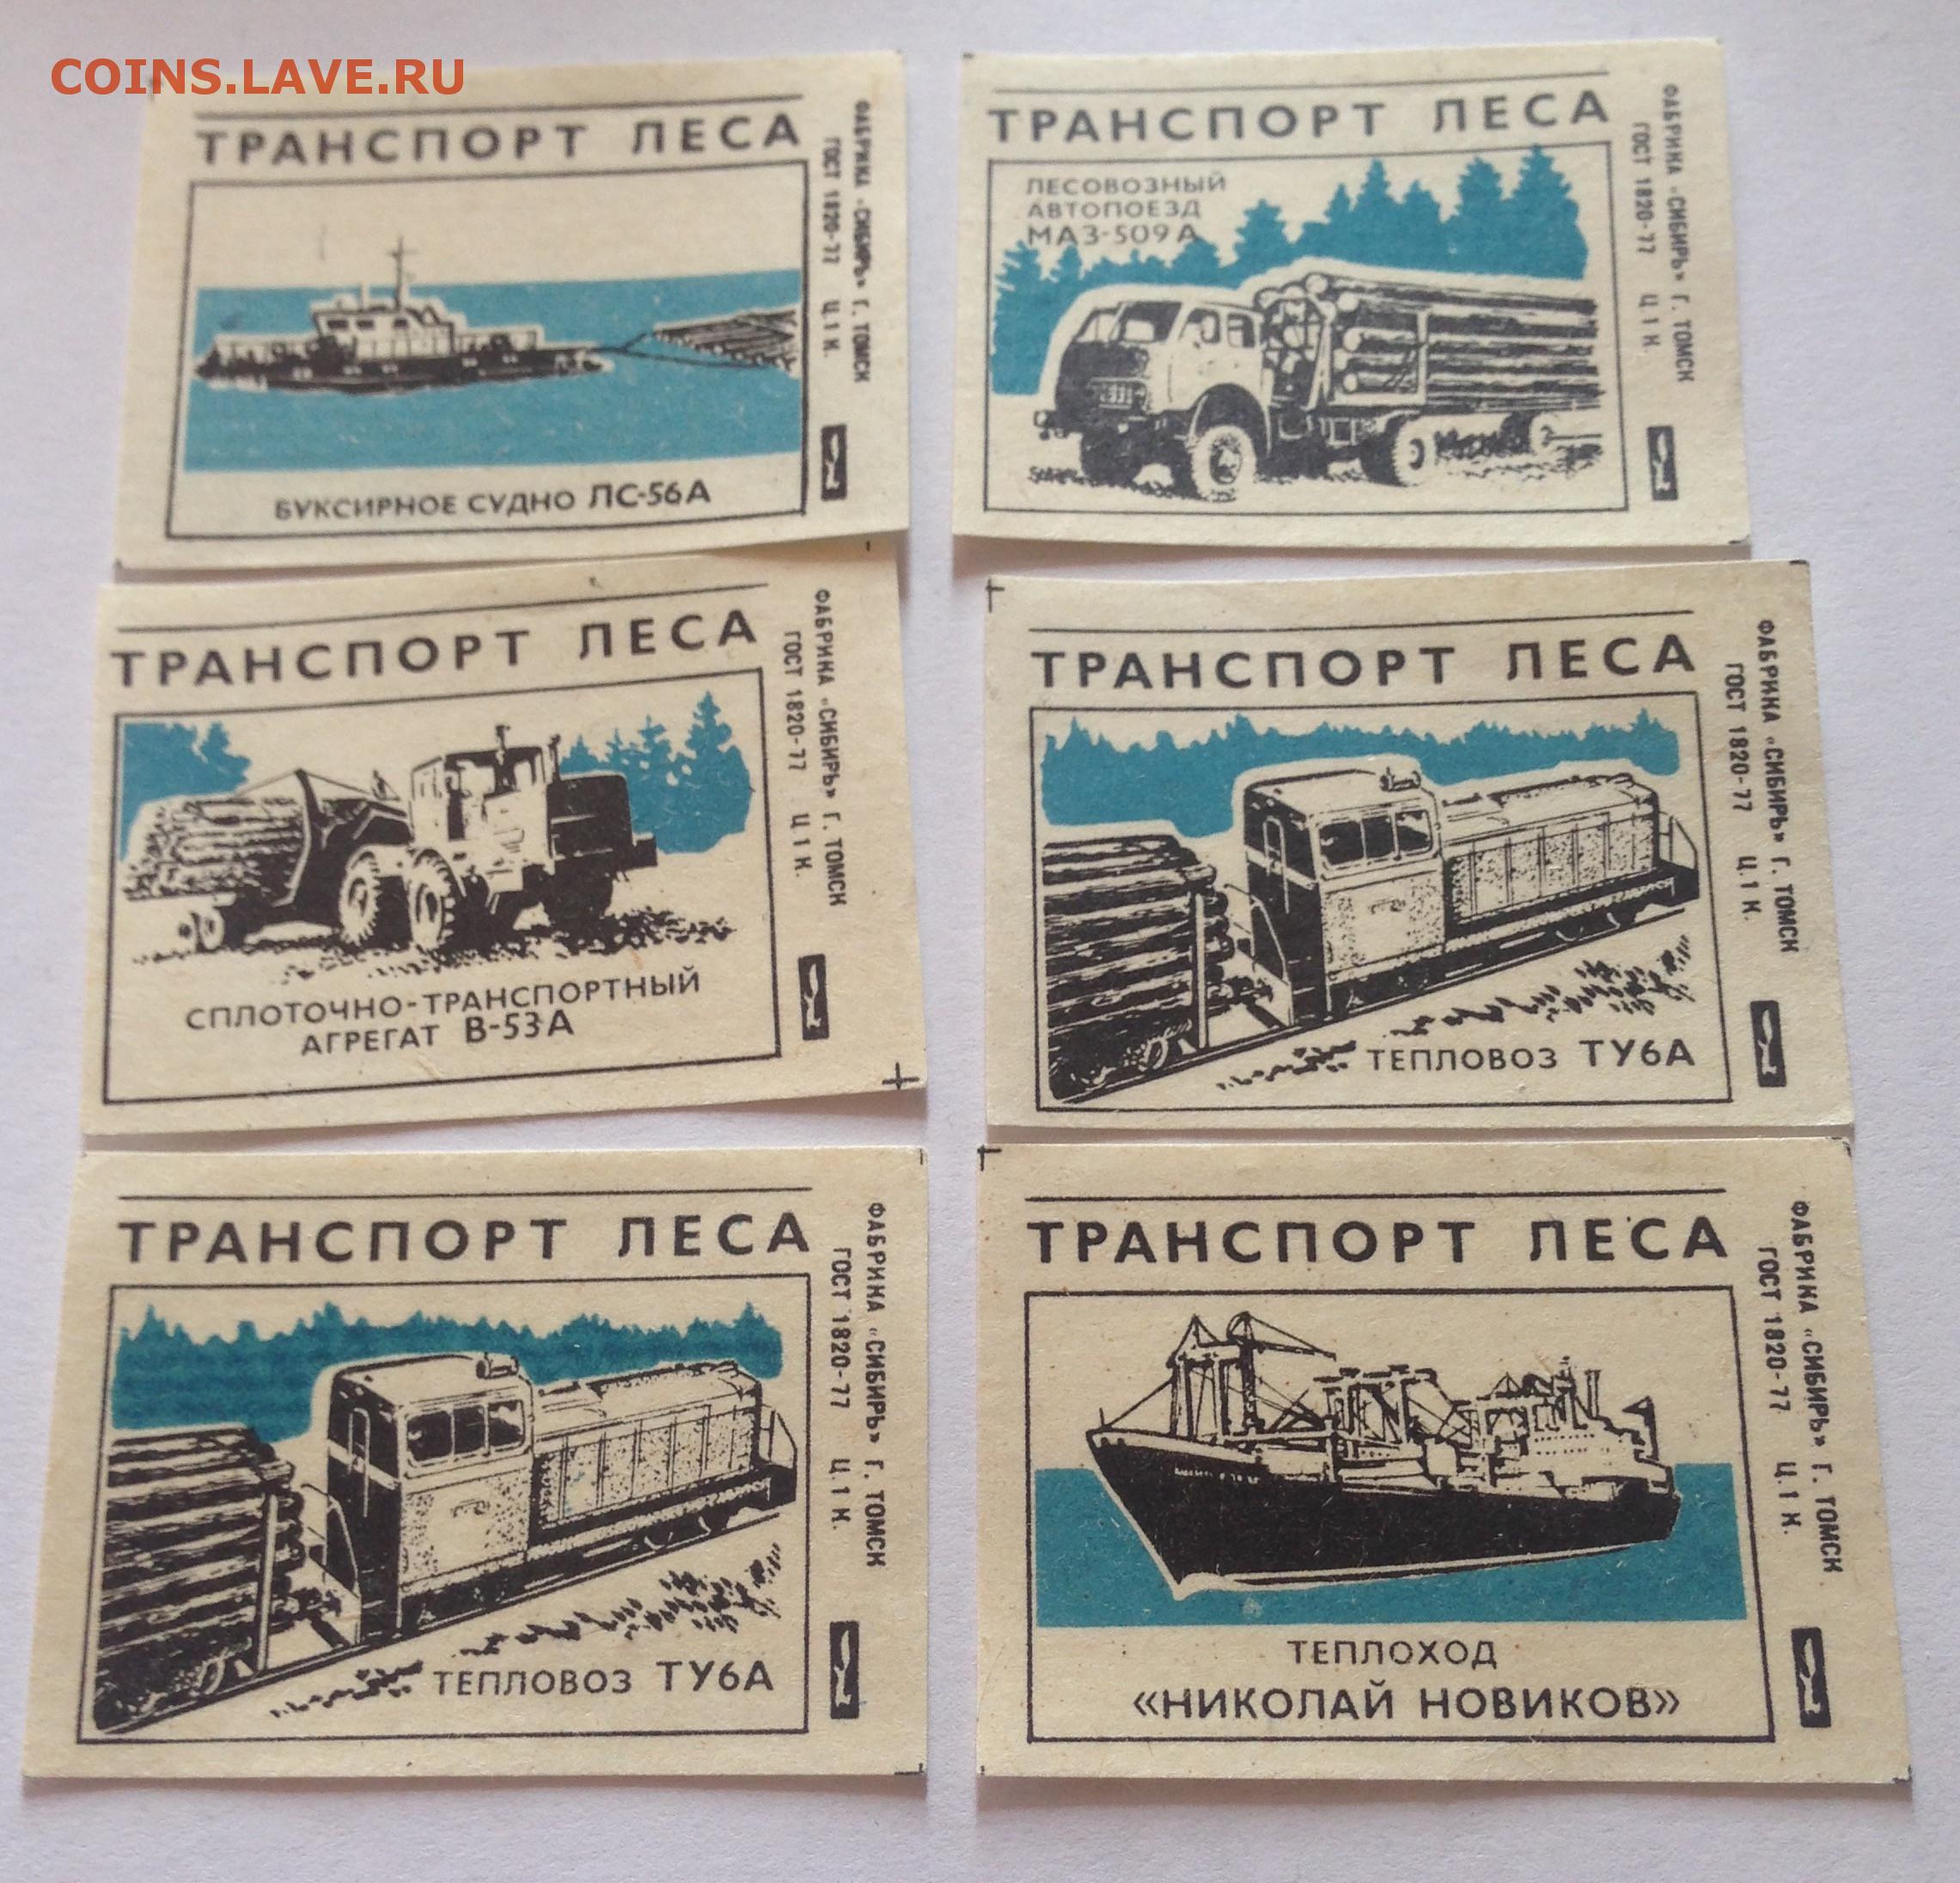 COINS.LAVE.RU
ТРАНСПОРТ ЛЕСА
БУКСИРНОЕ СУДНО ЛС-56А
ФАБРИКА «СИБИРЬ» Г. ТОМСК
ГОСТ 1820-77 Ц.1 К.
ТРАНСПОРТ ЛЕСА
ЛЕСОВОЗНЫЙ
АВТОПОЕЗД
МАЗ-509А
ФАБРИКА «СИБИРЬ» Г. ТОМСК
ГОСТ 1820-77 Ц.1 К.
ТРАНСПОРТ ЛЕСА
СПЛОТОЧНО-ТРАНСПОРТНЫЙ
АГРЕГАТ В-53А
ФАБРИКА «СИБИРЬ» Г. ТОМСК
ГОСТ 1820-77 Ц 1 К.
ТРАНСПОРТ ЛЕСА
ТЕПЛОВОЗ ТУ6А
ФАБРИКА «СИБИРЬ» Г. ТОМСК
ГОСТ 1820-77 Ц.1 К.
ТРАНСПОРТ ЛЕСА
ТЕПЛОВОЗ ТУ6А
ФАБРИКА «СИБИРЬ» Г. ТОМСК
ГОСТ 1820-77 Ц.1 К.
ТРАНСПОРТ ЛЕСА
ТЕПЛОХОД
«НИКОЛАЙ НОВИКОВ»
ФАБРИКА «СИБИРЬ» Г. ТОМСК
ГОСТ 1820-77 Ц.1 К.